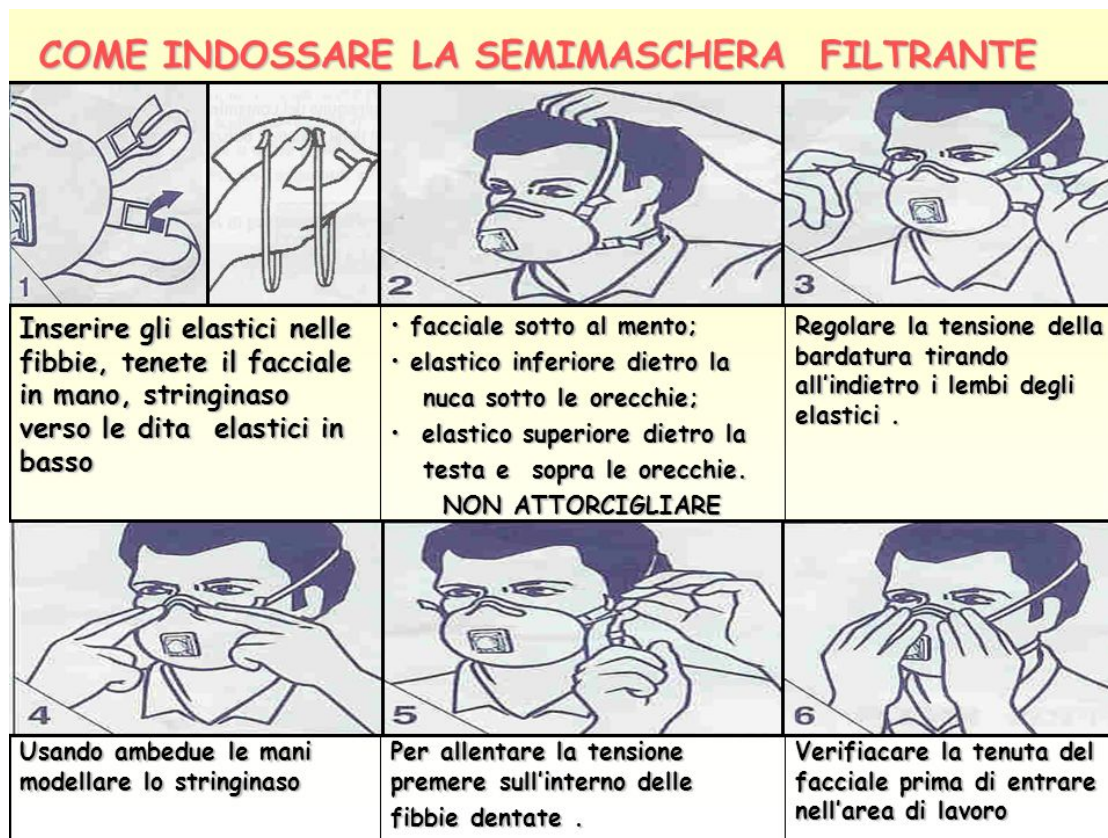 COME INDOSSARE LA SEMIMASCHERA FILTRANTE
1
2
3
Inserire gli elastici nelle
fibbie, tenete il facciale
in mano, stringinaso
verso le dita elastici in
basso
• facciale sotto al mento;
• elastico inferiore dietro la
nuca sotto le orecchie;
• elastico superiore dietro la
testa e sopra le orecchie.
NON ATTORCIGLIARE
Regolare la tensione della
bardatura tirando
all'indietro i lembi degli
elastici .
4
5
6
Usando ambedue le mani
modellare lo stringinaso
Per allentare la tensione
premere sull'interno delle
fibbie dentate .
Verifiacare la tenuta del
facciale prima di entrare
nell'area di lavoro